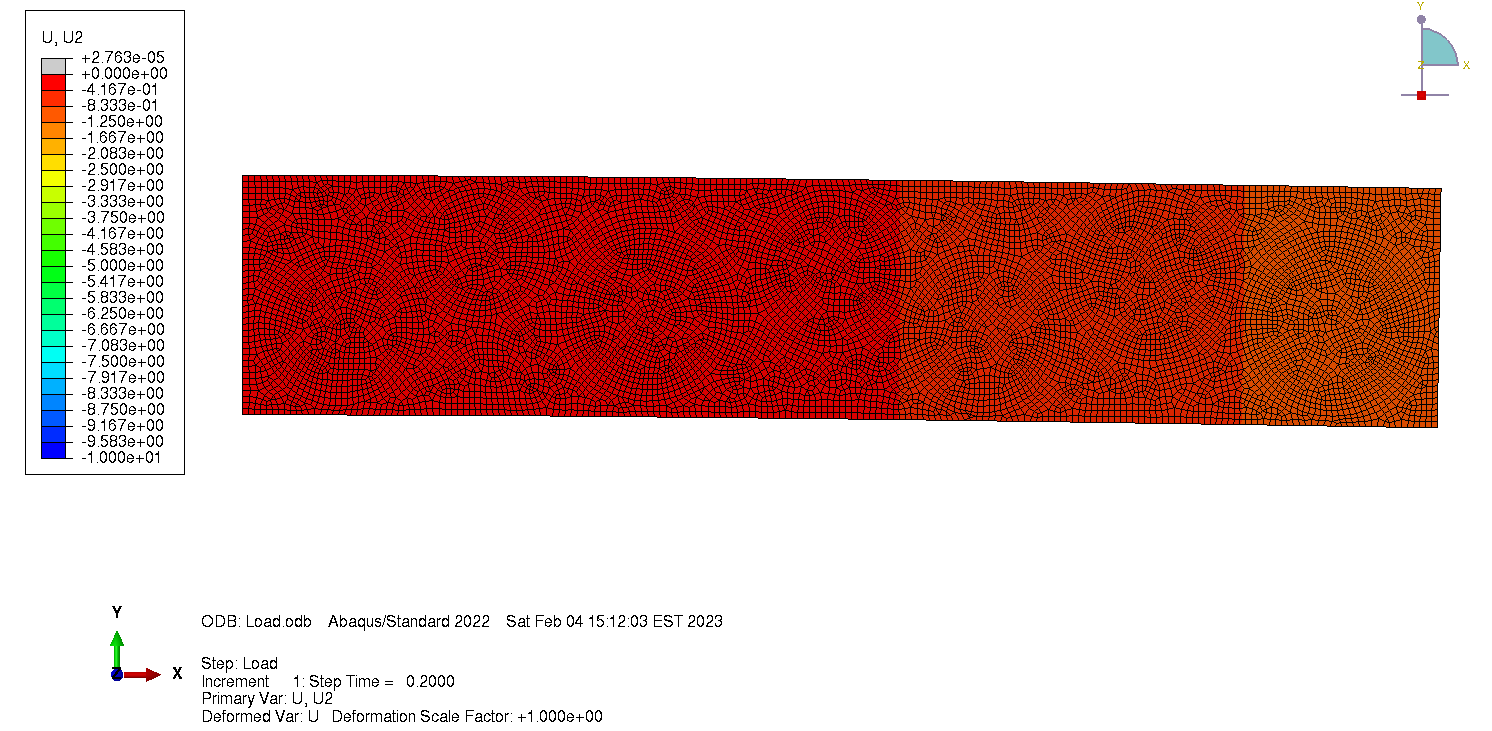 U, U2
+2.763e-05
+0.000e+00
-4.167e-01
-8.333e-01
-1.250e+00
-1.667e+00
-2.083e+00
-2.500e+00
-2.917e+00
-3.333e+00
-3.750e+00
-4.167e+00
-4.583e+00
-5.000e+00
-5.417e+00
-5.833e+00
-6.250e+00
-6.667e+00
-7.083e+00
-7.500e+00
-7.917e+00
-8.333e+00
-8.750e+00
-9.167e+00
-9.583e+00
-1.000e+01
Y
Z X
Y
Z X
ODB: Load.odb Abaqus/Standard 2022 Sat Feb 04 15:12:03 EST 2023
Step: Load
Increment 1: Step Time = 0.2000
Primary Var: U, U2
Deformed Var: U Deformation Scale Factor: +1.000e+00